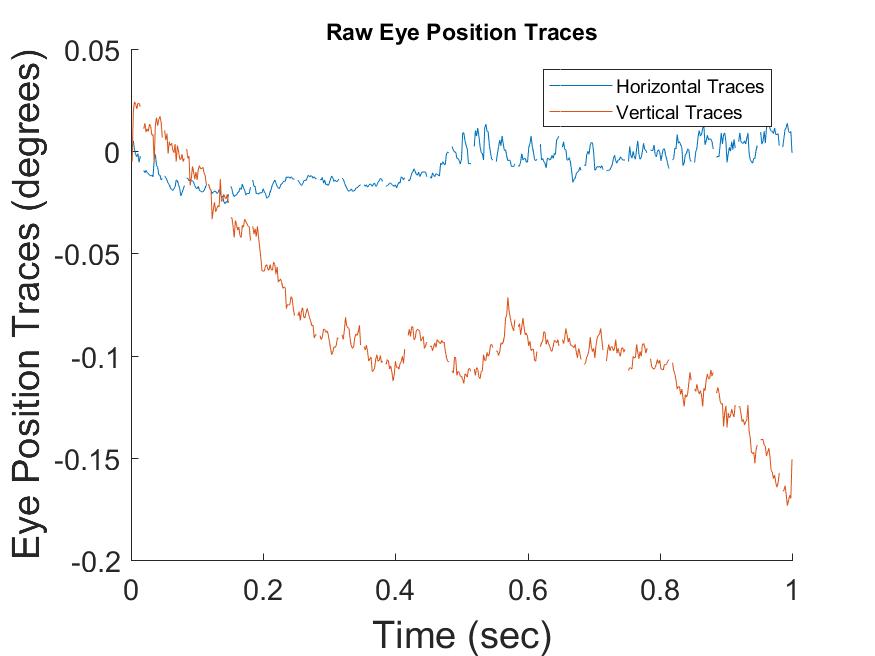 Raw Eye Position Traces
Horizontal Traces
Vertical Traces
Eye Position Traces (degrees)
0.05
0
-0.05
-0.1
-0.15
-0.2
0 0.2 0.4 0.6 0.8 1
Time (sec)